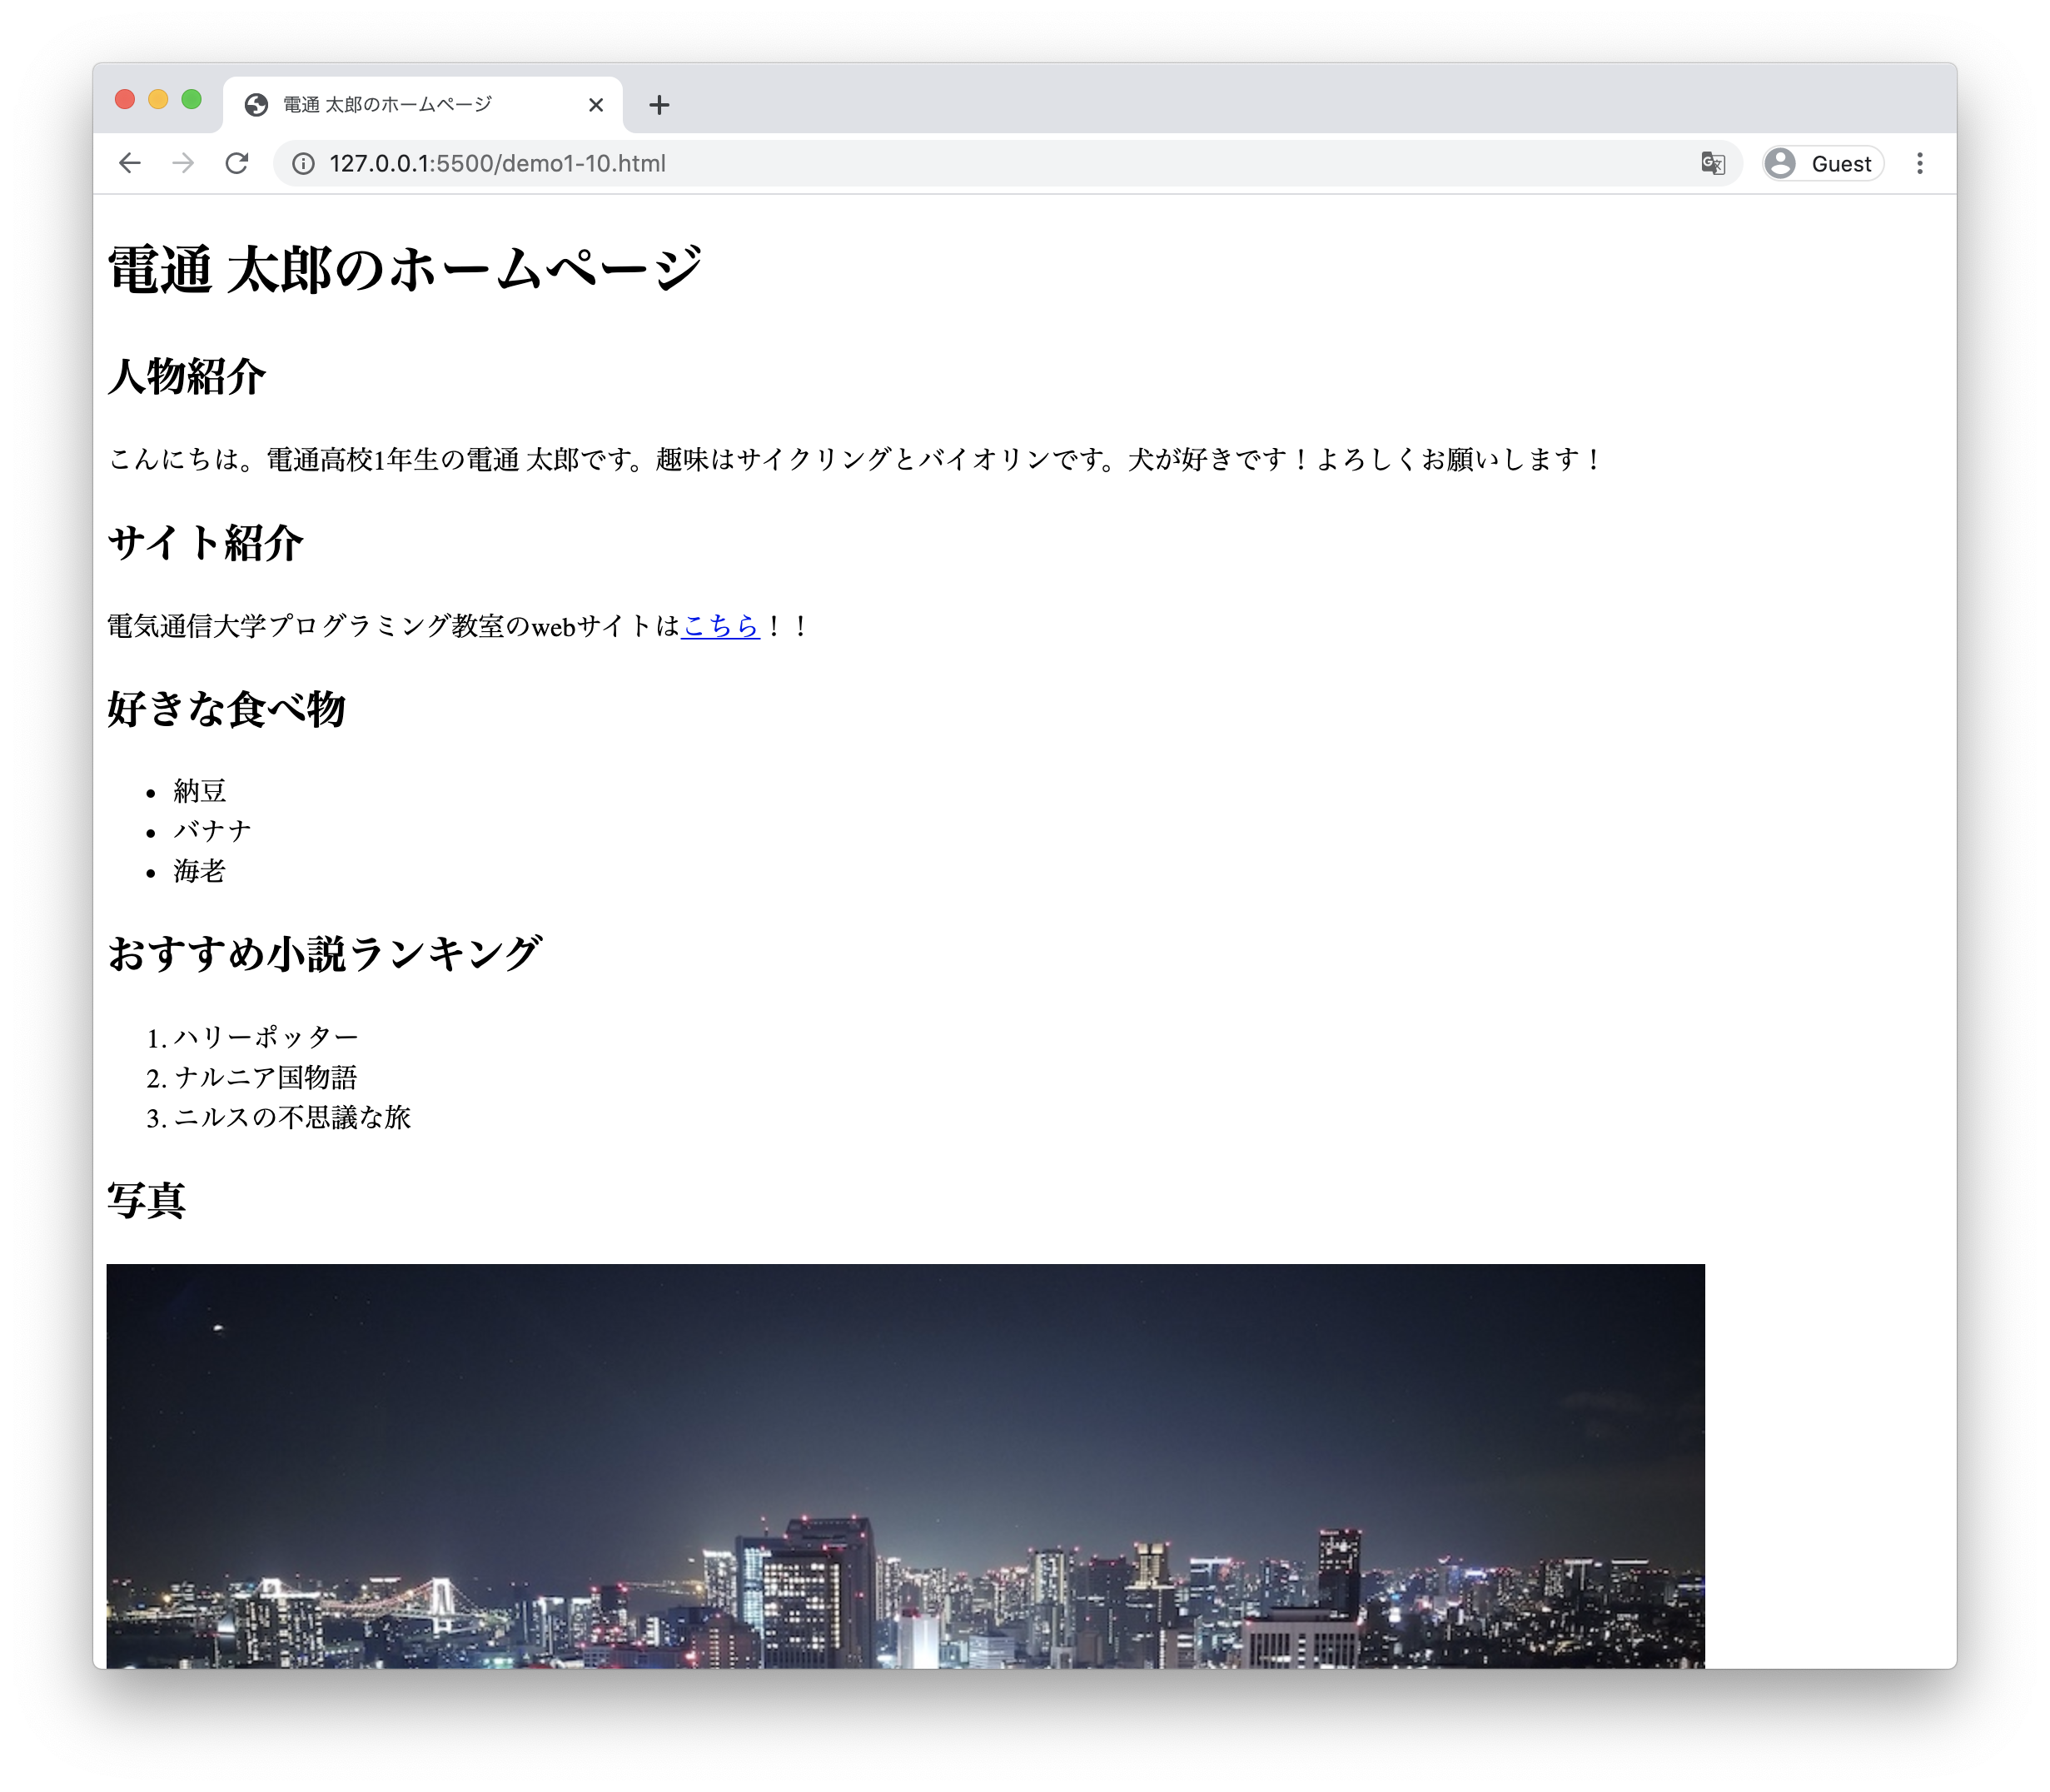 電通 太郎のホームページ
127.0.0.1:5500/demo1-10.html
Guest
電通 太郎のホームページ
人物紹介
こんにちは。電通高校1年生の電通 太郎です。趣味はサイクリングとバイオリンです。犬が好きです！よろしくお願いします！
サイト紹介
電気通信大学プログラミング教室のwebサイトはこちら！！
好きな食べ物
• 納豆
• バナナ
• 海老
おすすめ小説ランキング
1. ハリーポッター
2. ナルニア国物語
3. ニルスの不思議な旅
写真